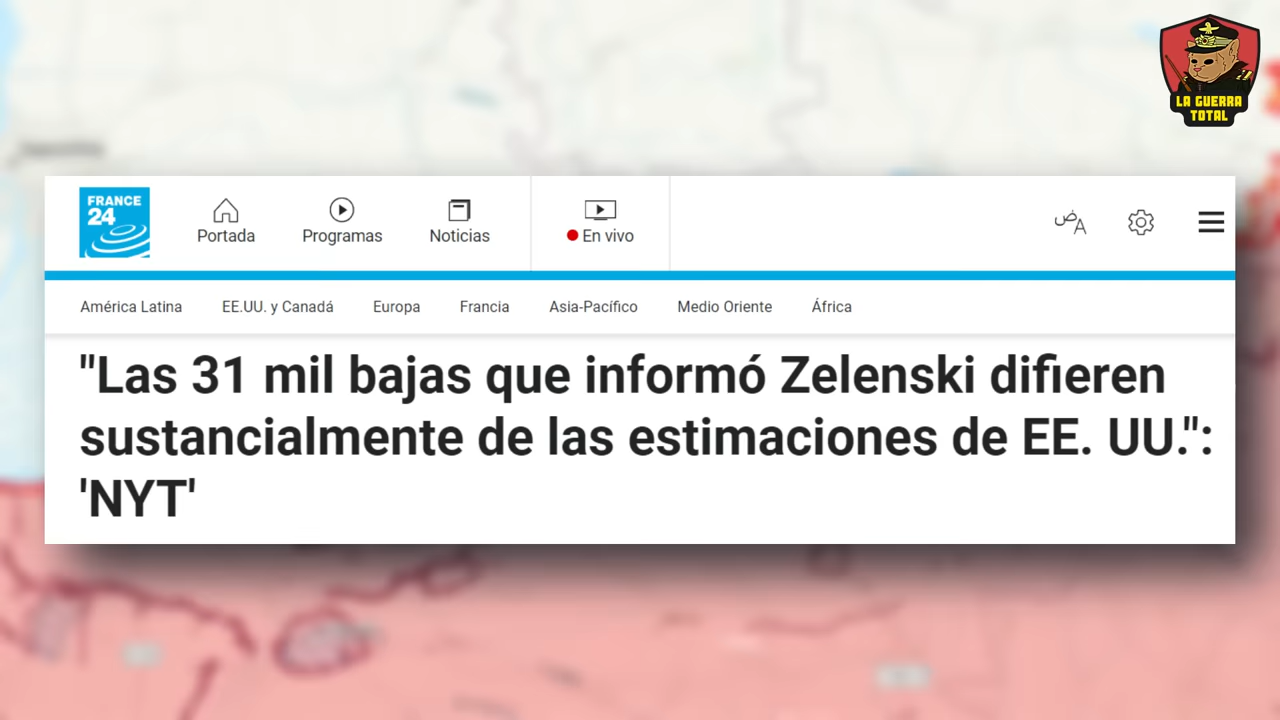 LA GUERRA
TOTAL
FRANCE
24
Portada
Programas
Noticias
En vivo
ض A
América Latina
EE.UU. y Canadá
Europa
Francia
Asia-Pacífico
Medio Oriente
África
"Las 31 mil bajas que informó Zelenski difieren
sustancialmente de las estimaciones de EE. UU.":
'NYT'